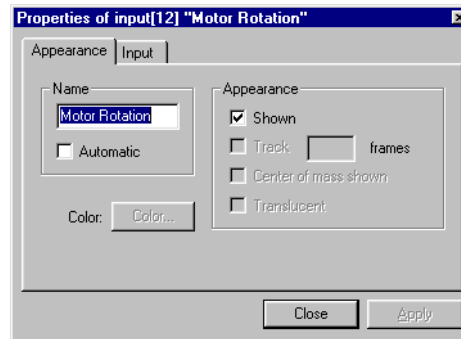 Properties of input[12] "Motor Rotation"
Appearance
Input
Name
Motor Rotation
Automatic
Color: Color...
Appearance
Shown
Track frames
Center of mass shown
Translucent
Close
Apply